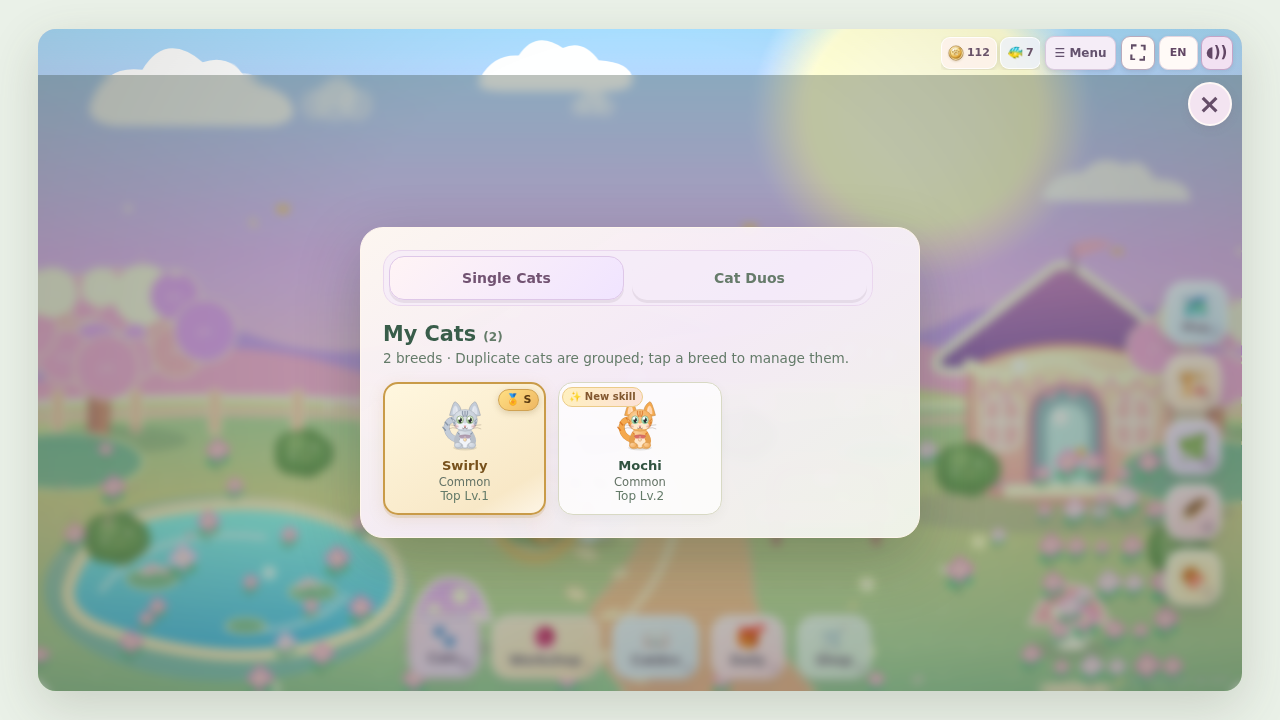 112
7
☰ Menu
EN
Single Cats
Cat Duos
My Cats (2)
2 breeds · Duplicate cats are grouped; tap a breed to manage them.
S
Swirly
Common
Top Lv.1
✨ New skill
Mochi
Common
Top Lv.2